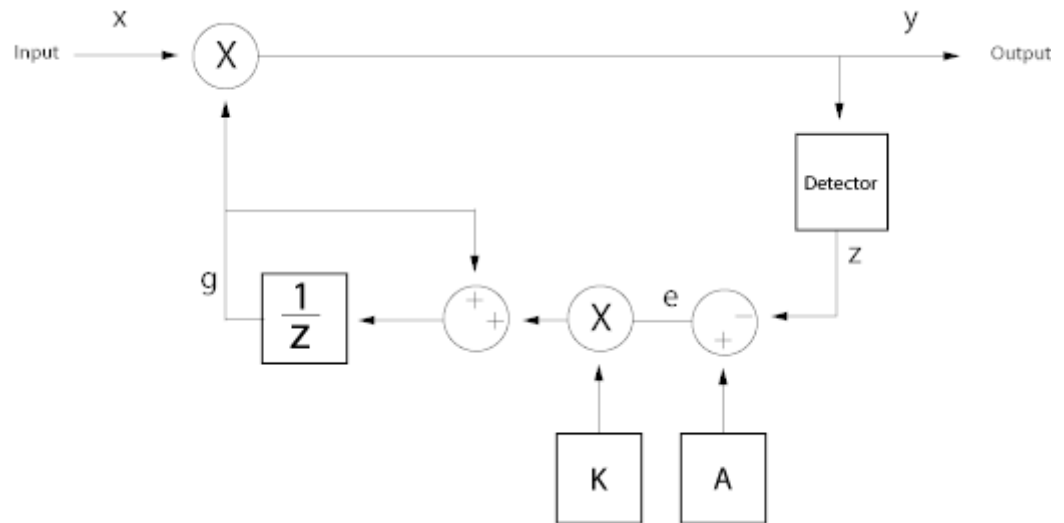 x
y
Input
X
Output
Detector
z
g
e
1
z
+
+
X
−
+
K
A